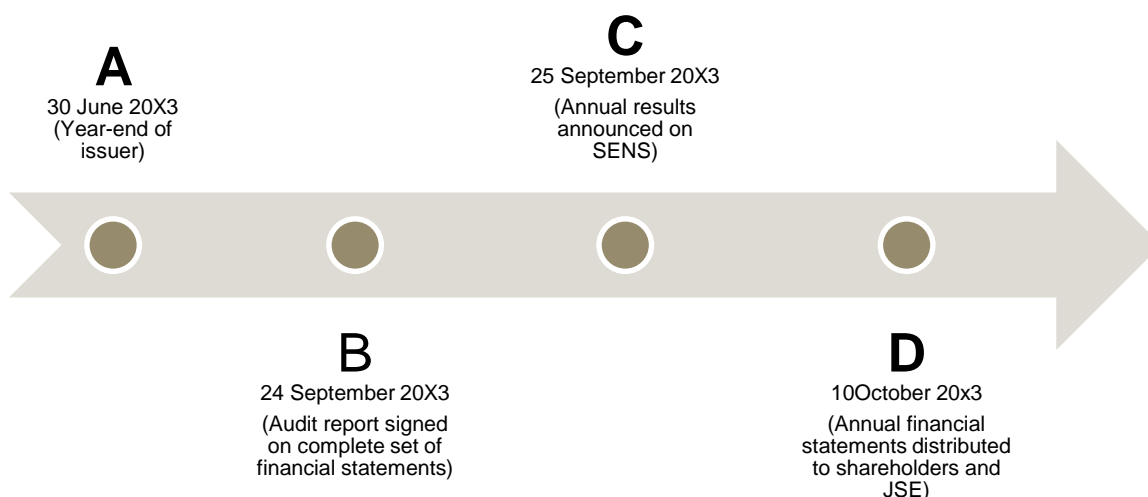 A
30 June 20X3
(Year-end of
issuer)
B
24 September 20X3
(Audit report signed
on complete set of
financial statements)
C
25 September 20X3
(Annual results
announced on
SENS)
D
10October 20x3
(Annual financial
statements distributed
to shareholders and
JSE)